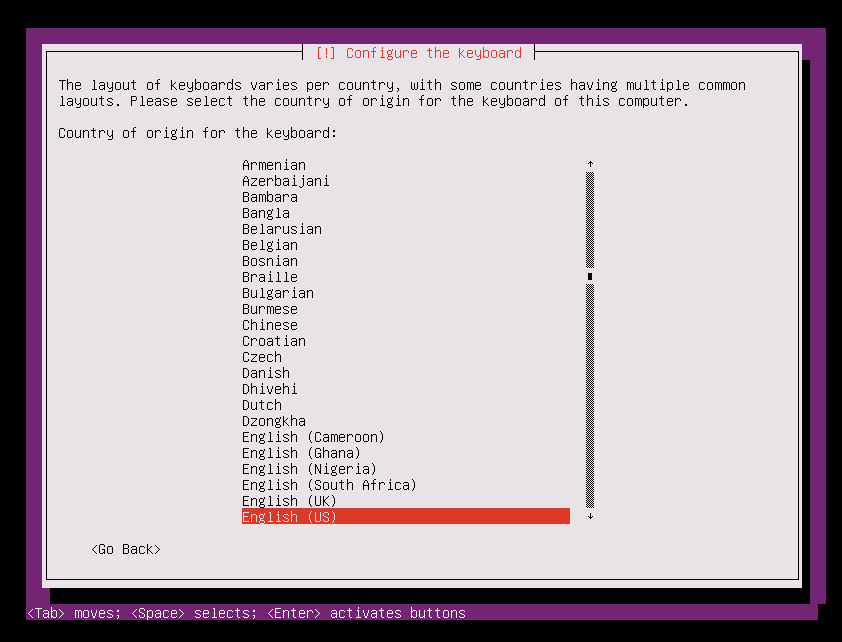 [!] Configure the keyboard
The layout of keyboards varies per country, with some countries having multiple common
layouts. Please select the country of origin for the keyboard of this computer.
Country of origin for the keyboard:
Armenian
Azerbaijani
Bambara
Bangla
Belarusian
Belgian
Bosnian
Braille
Bulgarian
Burmese
Chinese
Croatian
Czech
Danish
Dhivehi
Dutch
Dzongkha
English (Cameroon)
English (Ghana)
English (Nigeria)
English (South Africa)
English (UK)
English (US)
<Go Back>
<Tab> moves; <Space> selects; <Enter> activates buttons